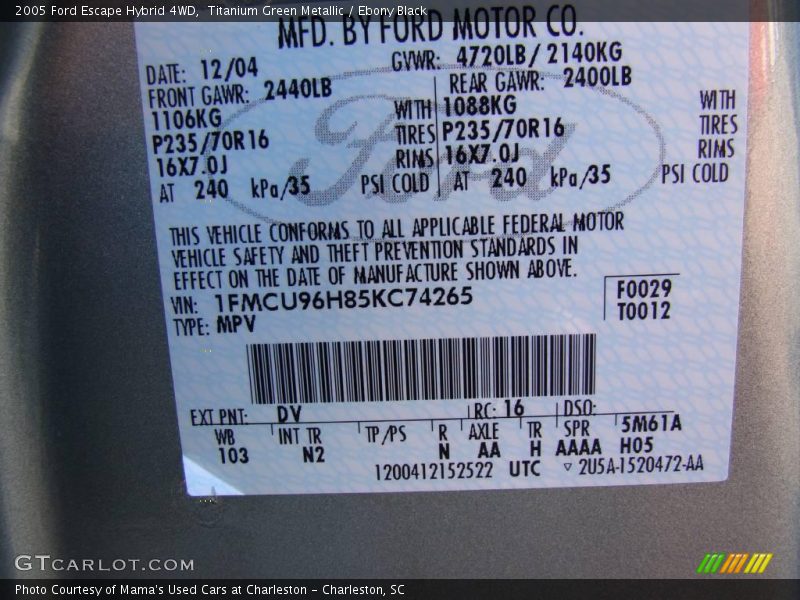 2005 Ford Escape Hybrid 4WD, Titanium Green Metallic / Ebony Black
MFD. BY FORD MOTOR CO.
DATE: 12/04 GVWR: 4720LB / 2140KG
FRONT GAWR: 2440LB REAR GAWR: 2400LB
1106KG WITH 1088KG WITH
P235/70R16 TIRES P235/70R16 TIRES
16X7.0J RIMS 16X7.0J RIMS
AT 240 kPa/35 PSI COLD AT 240 kPa/35 PSI COLD
Ford
THIS VEHICLE CONFORMS TO ALL APPLICABLE FEDERAL MOTOR
VEHICLE SAFETY AND THEFT PREVENTION STANDARDS IN
EFFECT ON THE DATE OF MANUFACTURE SHOWN ABOVE.
VIN: 1FMCU96H85KC74265 F0029
TYPE: MPV T0012
EXT PNT: DV RC: 16 DSO:
WB INT TR TP/PS R AXLE TR SPR 5M61A
103 N2 N AA H AAAA H05
1200412152522 UTC ▽ 2U5A-1520472-AA
GTCARLOT.COM
Photo Courtesy of Mama's Used Cars at Charleston - Charleston, SC